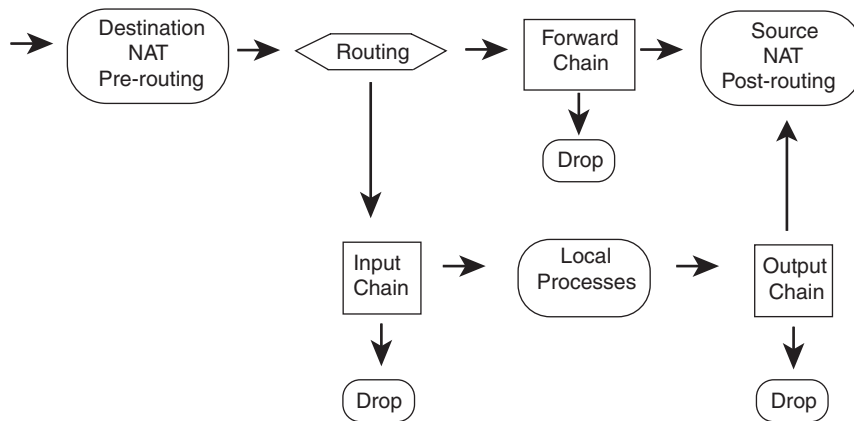 Destination
NAT
Pre-routing
Routing
Forward
Chain
Source
NAT
Post-routing
Drop
Input
Chain
Local
Processes
Output
Chain
Drop
Drop